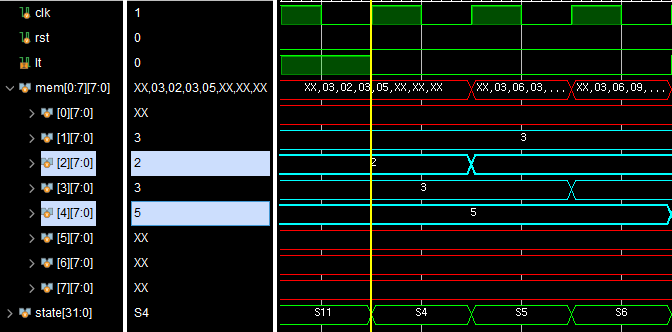 clk 1
rst 0
lt 0
mem[0:7][7:0] XX,03,02,03,05,XX,XX,XX XX,03,02,03,05,XX,XX,XX XX,03,06,03,... XX,03,06,09,...
[0][7:0] XX
[1][7:0] 3 3
[2][7:0] 2 2
[3][7:0] 3 3
[4][7:0] 5 5
[5][7:0] XX
[6][7:0] XX
[7][7:0] XX
state[31:0] S4 S11 S4 S5 S6